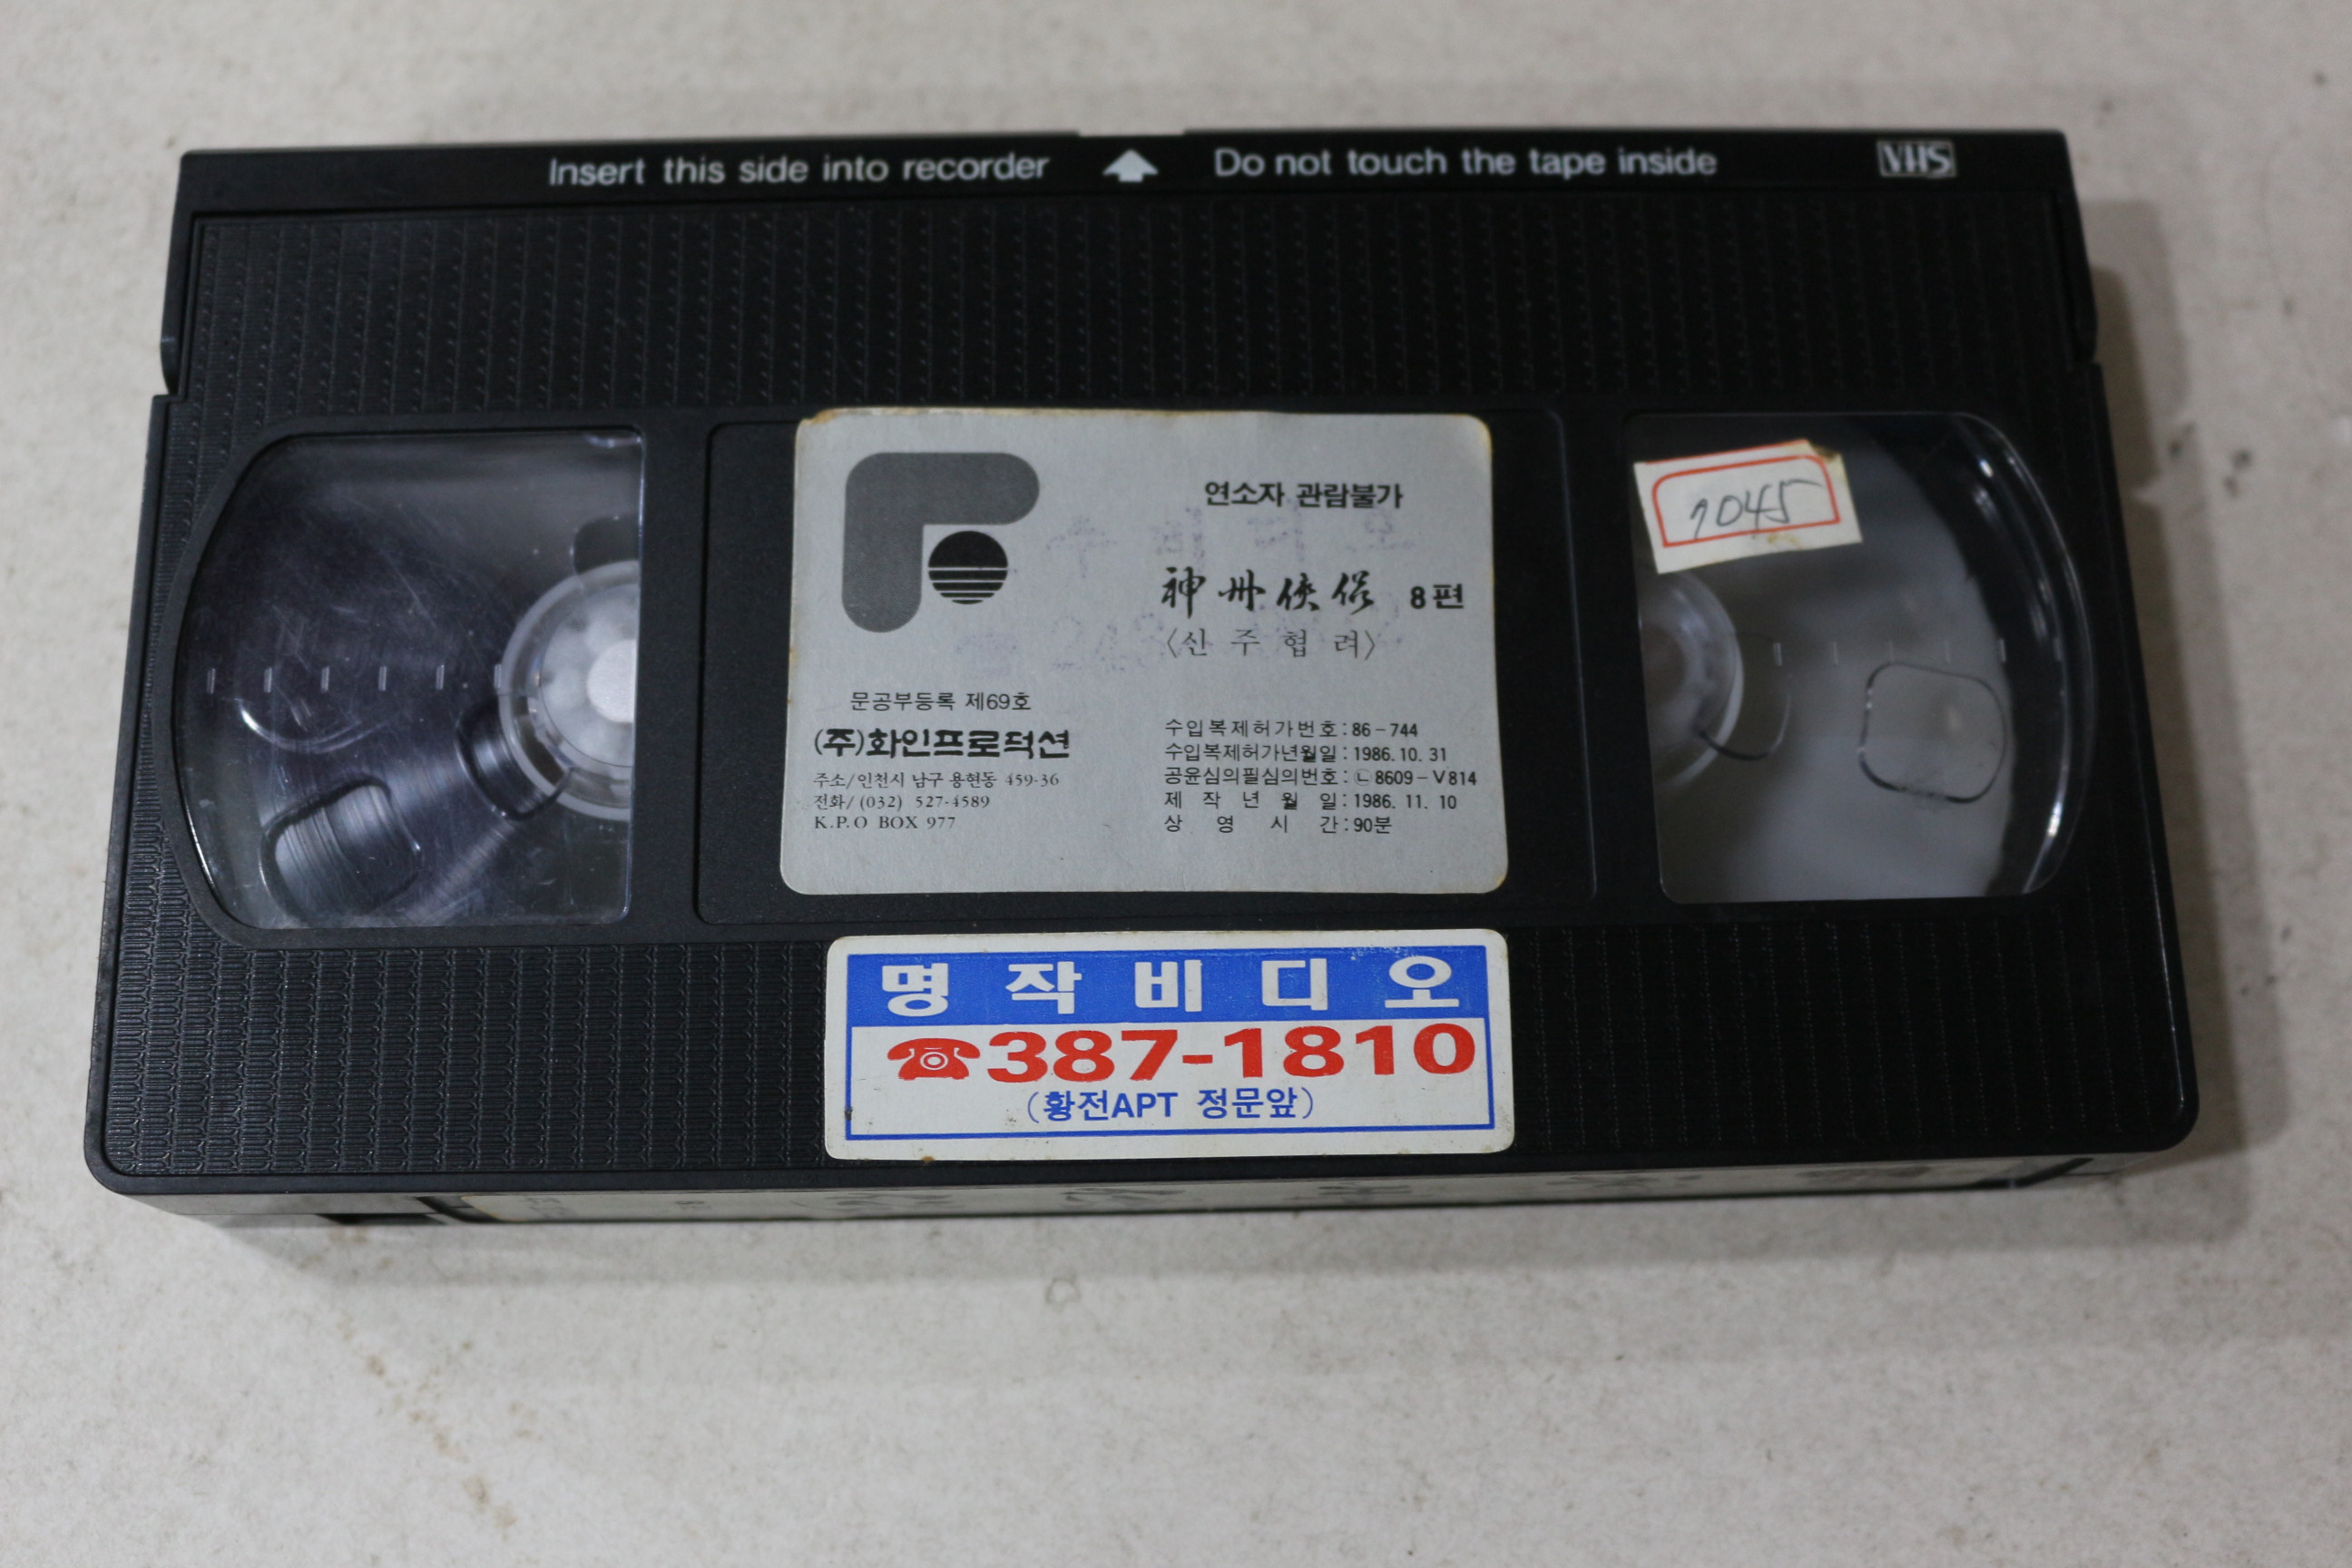 Insert this side into recorder
Do not touch the tape inside
VHS
연소자 관람불가
神州俠侶 8편
〈신주협려〉
문공부등록 제69호
(주)화인프로덕션
주소/인천시 남구 용현동 459-36
전화/ (032) 527-4589
K.P.O BOX 977
수입복제허가번호:86-744
수입복제허가년월일:1986.10.31
공윤심의필심의번호:㉡8609-V814
제작년월일:1986. 11. 10
상영시간:90분
1045
명작비디오
☎387-1810
(황전APT 정문앞)